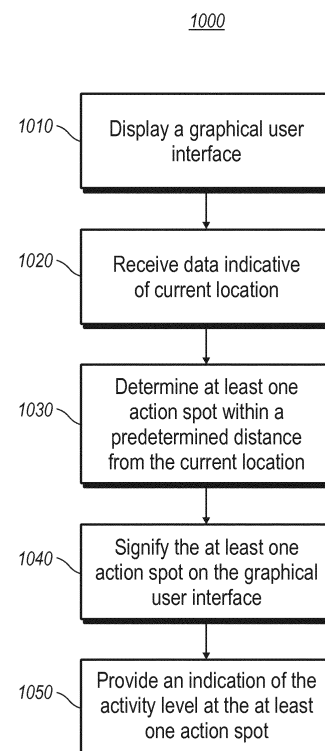 1000
1010
Display a graphical user
interface
1020
Receive data indicative
of current location
1030
Determine at least one
action spot within a
predetermined distance
from the current location
1040
Signify the at least one
action spot on the graphical
user interface
1050
Provide an indication of the
activity level at the at least
one action spot